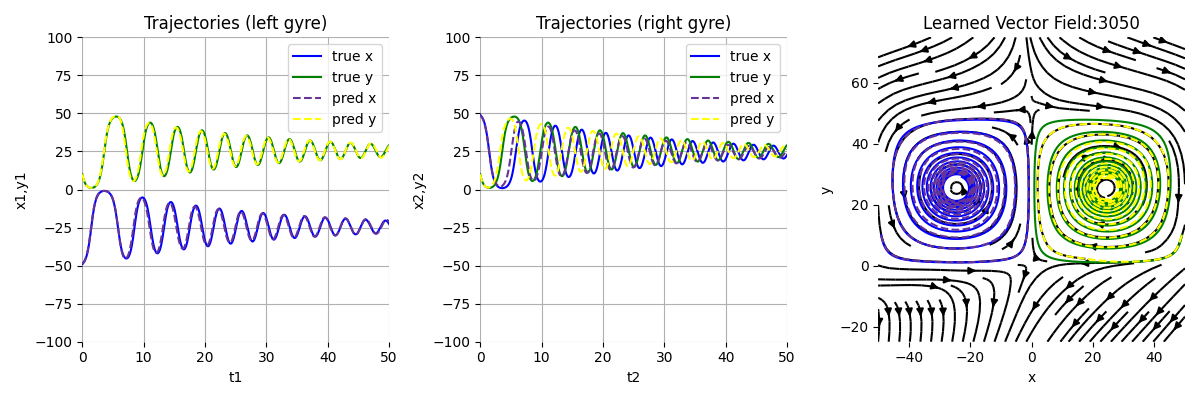 Trajectories (left gyre)
100
75
50
25
0
−25
−50
−75
−100
0
10
20
30
40
50
x1,y1
t1
true x
true y
pred x
pred y
Trajectories (right gyre)
100
75
50
25
0
−25
−50
−75
−100
0
10
20
30
40
50
x2,y2
t2
true x
true y
pred x
pred y
Learned Vector Field:3050
60
40
20
0
−20
−40
−20
0
20
40
y
x